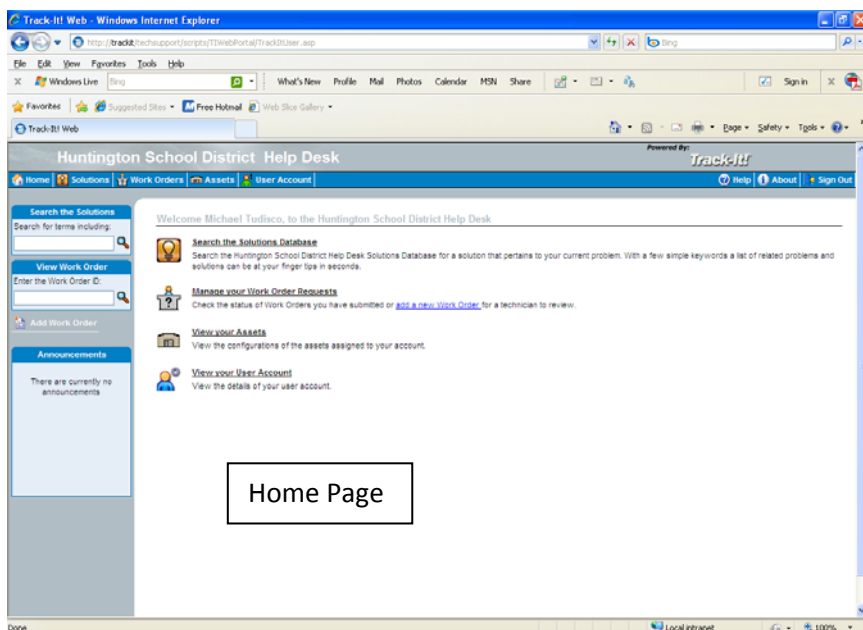 Track-It! Web - Windows Internet Explorer
http://trackit/techsupport/scripts/TIWebPortal/TrackItUser.asp
Bing
File Edit View Favorites Tools Help
X Windows Live Bing What's New Profile Mail Photos Calendar MSN Share Sign in X
Favorites Suggested Sites Free Hotmail Web Slice Gallery
Track-It! Web Page Safety Tools
Huntington School District Help Desk
Powered By:
Track-It!
Home Solutions Work Orders Assets User Account Help About Sign Out
Search the Solutions
Search for terms including:
View Work Order
Enter the Work Order ID:
Add Work Order
Announcements
There are currently no
announcements
Welcome Michael Tudisco, to the Huntington School District Help Desk
Search the Solutions Database
Search the Huntington School District Help Desk Solutions Database for a solution that pertains to your current problem. With a few simple keywords a list of related problems and
solutions can be at your finger tips in seconds.
Manage your Work Order Requests
Check the status of Work Orders you have submitted or add a new Work Order for a technician to review.
View your Assets
View the configurations of the assets assigned to your account.
View your User Account
View the details of your user account.
Home Page
Done Local intranet 100%